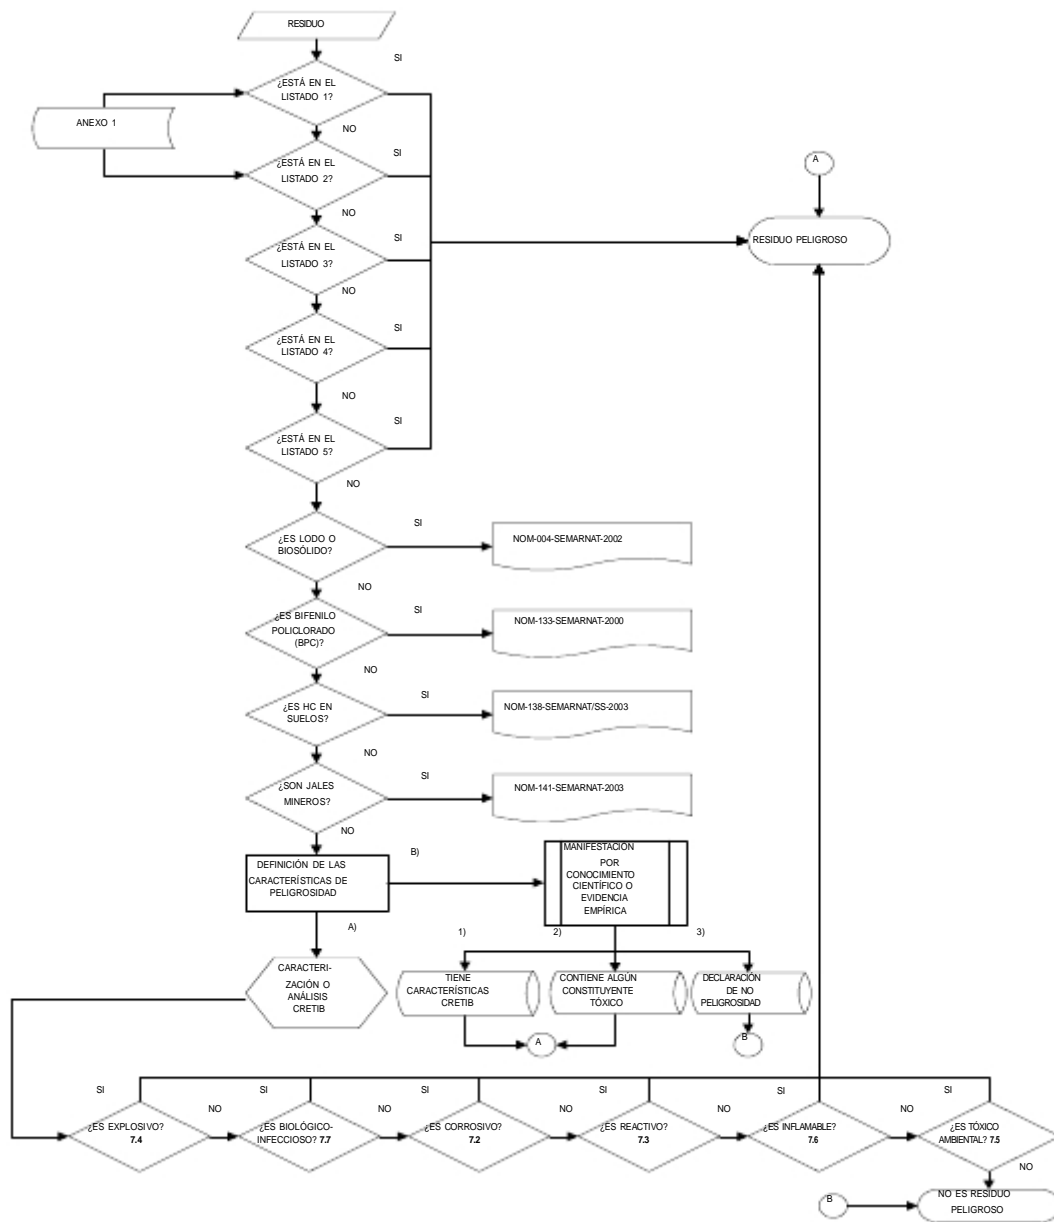 RESIDUO
SI
¿ESTÁ EN EL
LISTADO 1?
ANEXO 1
NO
SI
¿ESTÁ EN EL
LISTADO 2?
A
NO
SI
RESIDUO PELIGROSO
¿ESTÁ EN EL
LISTADO 3?
NO
SI
¿ESTÁ EN EL
LISTADO 4?
NO
SI
¿ESTÁ EN EL
LISTADO 5?
NO
SI
¿ES LODO O
BIOSÓLIDO?
NOM-004-SEMARNAT-2002
NO
SI
¿ES BIFENILO
POLICLORADO
(BPC)?
NOM-133-SEMARNAT-2000
NO
SI
¿ES HC EN
SUELOS?
NOM-138-SEMARNAT/SS-2003
NO
SI
¿SON JALES
MINEROS?
NOM-141-SEMARNAT-2003
NO
B)
DEFINICIÓN DE LAS
CARACTERÍSTICAS DE
PELIGROSIDAD
MANIFESTACIÓN
POR
CONOCIMIENTO
CIENTÍFICO O
EVIDENCIA
EMPÍRICA
A)
1)
2)
3)
CARACTERI-
ZACIÓN O
ANÁLISIS
CRETIB
TIENE
CARACTERÍSTICAS
CRETIB
CONTIENE ALGÚN
CONSTITUYENTE
TÓXICO
DECLARACIÓN
DE NO
PELIGROSIDAD
A
B
SI
SI
SI
SI
SI
SI
NO
NO
NO
NO
NO
¿ES EXPLOSIVO?
7.4
¿ES BIOLÓGICO-
INFECCIOSO? 7.7
¿ES CORROSIVO?
7.2
¿ES REACTIVO?
7.3
¿ES INFLAMABLE?
7.6
¿ES TÓXICO
AMBIENTAL? 7.5
NO
B
NO ES RESIDUO
PELIGROSO